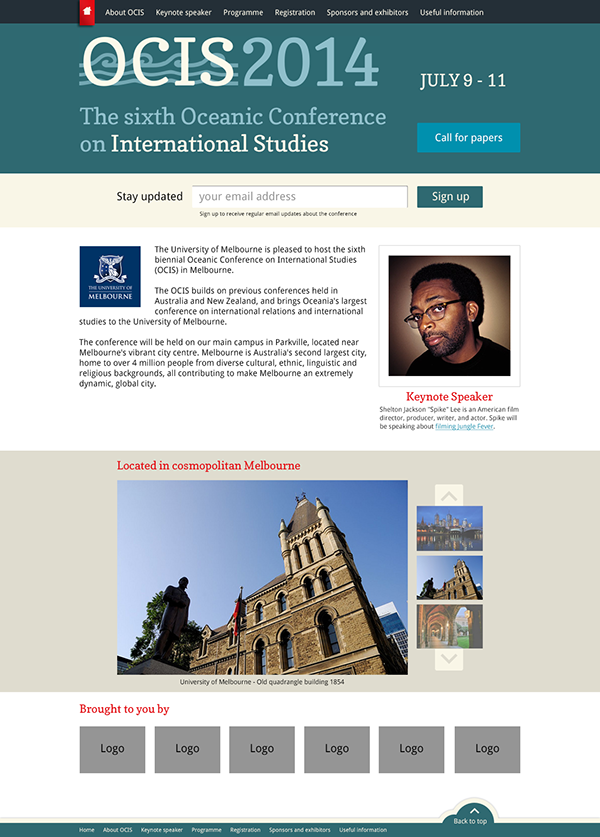 About OCIS Keynote speaker Programme Registration Sponsors and exhibitors Useful information
OCIS 2014
JULY 9 - 11
The sixth Oceanic Conference
on International Studies
Call for papers
Stay updated your email address Sign up
Sign up to receive regular email updates about the conference
THE UNIVERSITY OF
MELBOURNE
The University of Melbourne is pleased to host the sixth
biennial Oceanic Conference on International Studies
(OCIS) in Melbourne.
The OCIS builds on previous conferences held in
Australia and New Zealand, and brings Oceania's largest
conference on international relations and international
studies to the University of Melbourne.
The conference will be held on our main campus in Parkville, located near
Melbourne's vibrant city centre. Melbourne is Australia's second largest city,
home to over 4 million people from diverse cultural, ethnic, linguistic and
religious backgrounds, all contributing to make Melbourne an extremely
dynamic, global city.
Keynote Speaker
Shelton Jackson "Spike" Lee is an American film
director, producer, writer, and actor. Spike will
be speaking about filming Jungle Fever.
Located in cosmopolitan Melbourne
University of Melbourne - Old quadrangle building 1854
Brought to you by
Logo Logo Logo Logo Logo Logo
Back to top
Home About OCIS Keynote speaker Programme Registration Sponsors and exhibitors Useful information